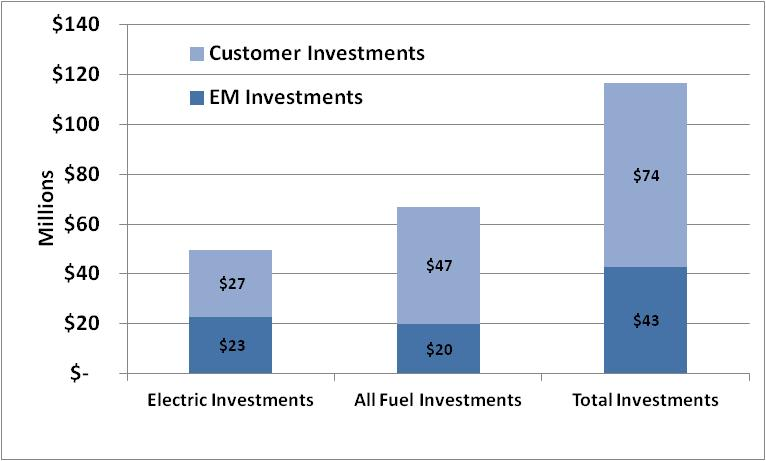 $140
$120
$100
$80
$60
$40
$20
$-
Millions
Customer Investments
EM Investments
$27
$23
$47
$20
$74
$43
Electric Investments
All Fuel Investments
Total Investments